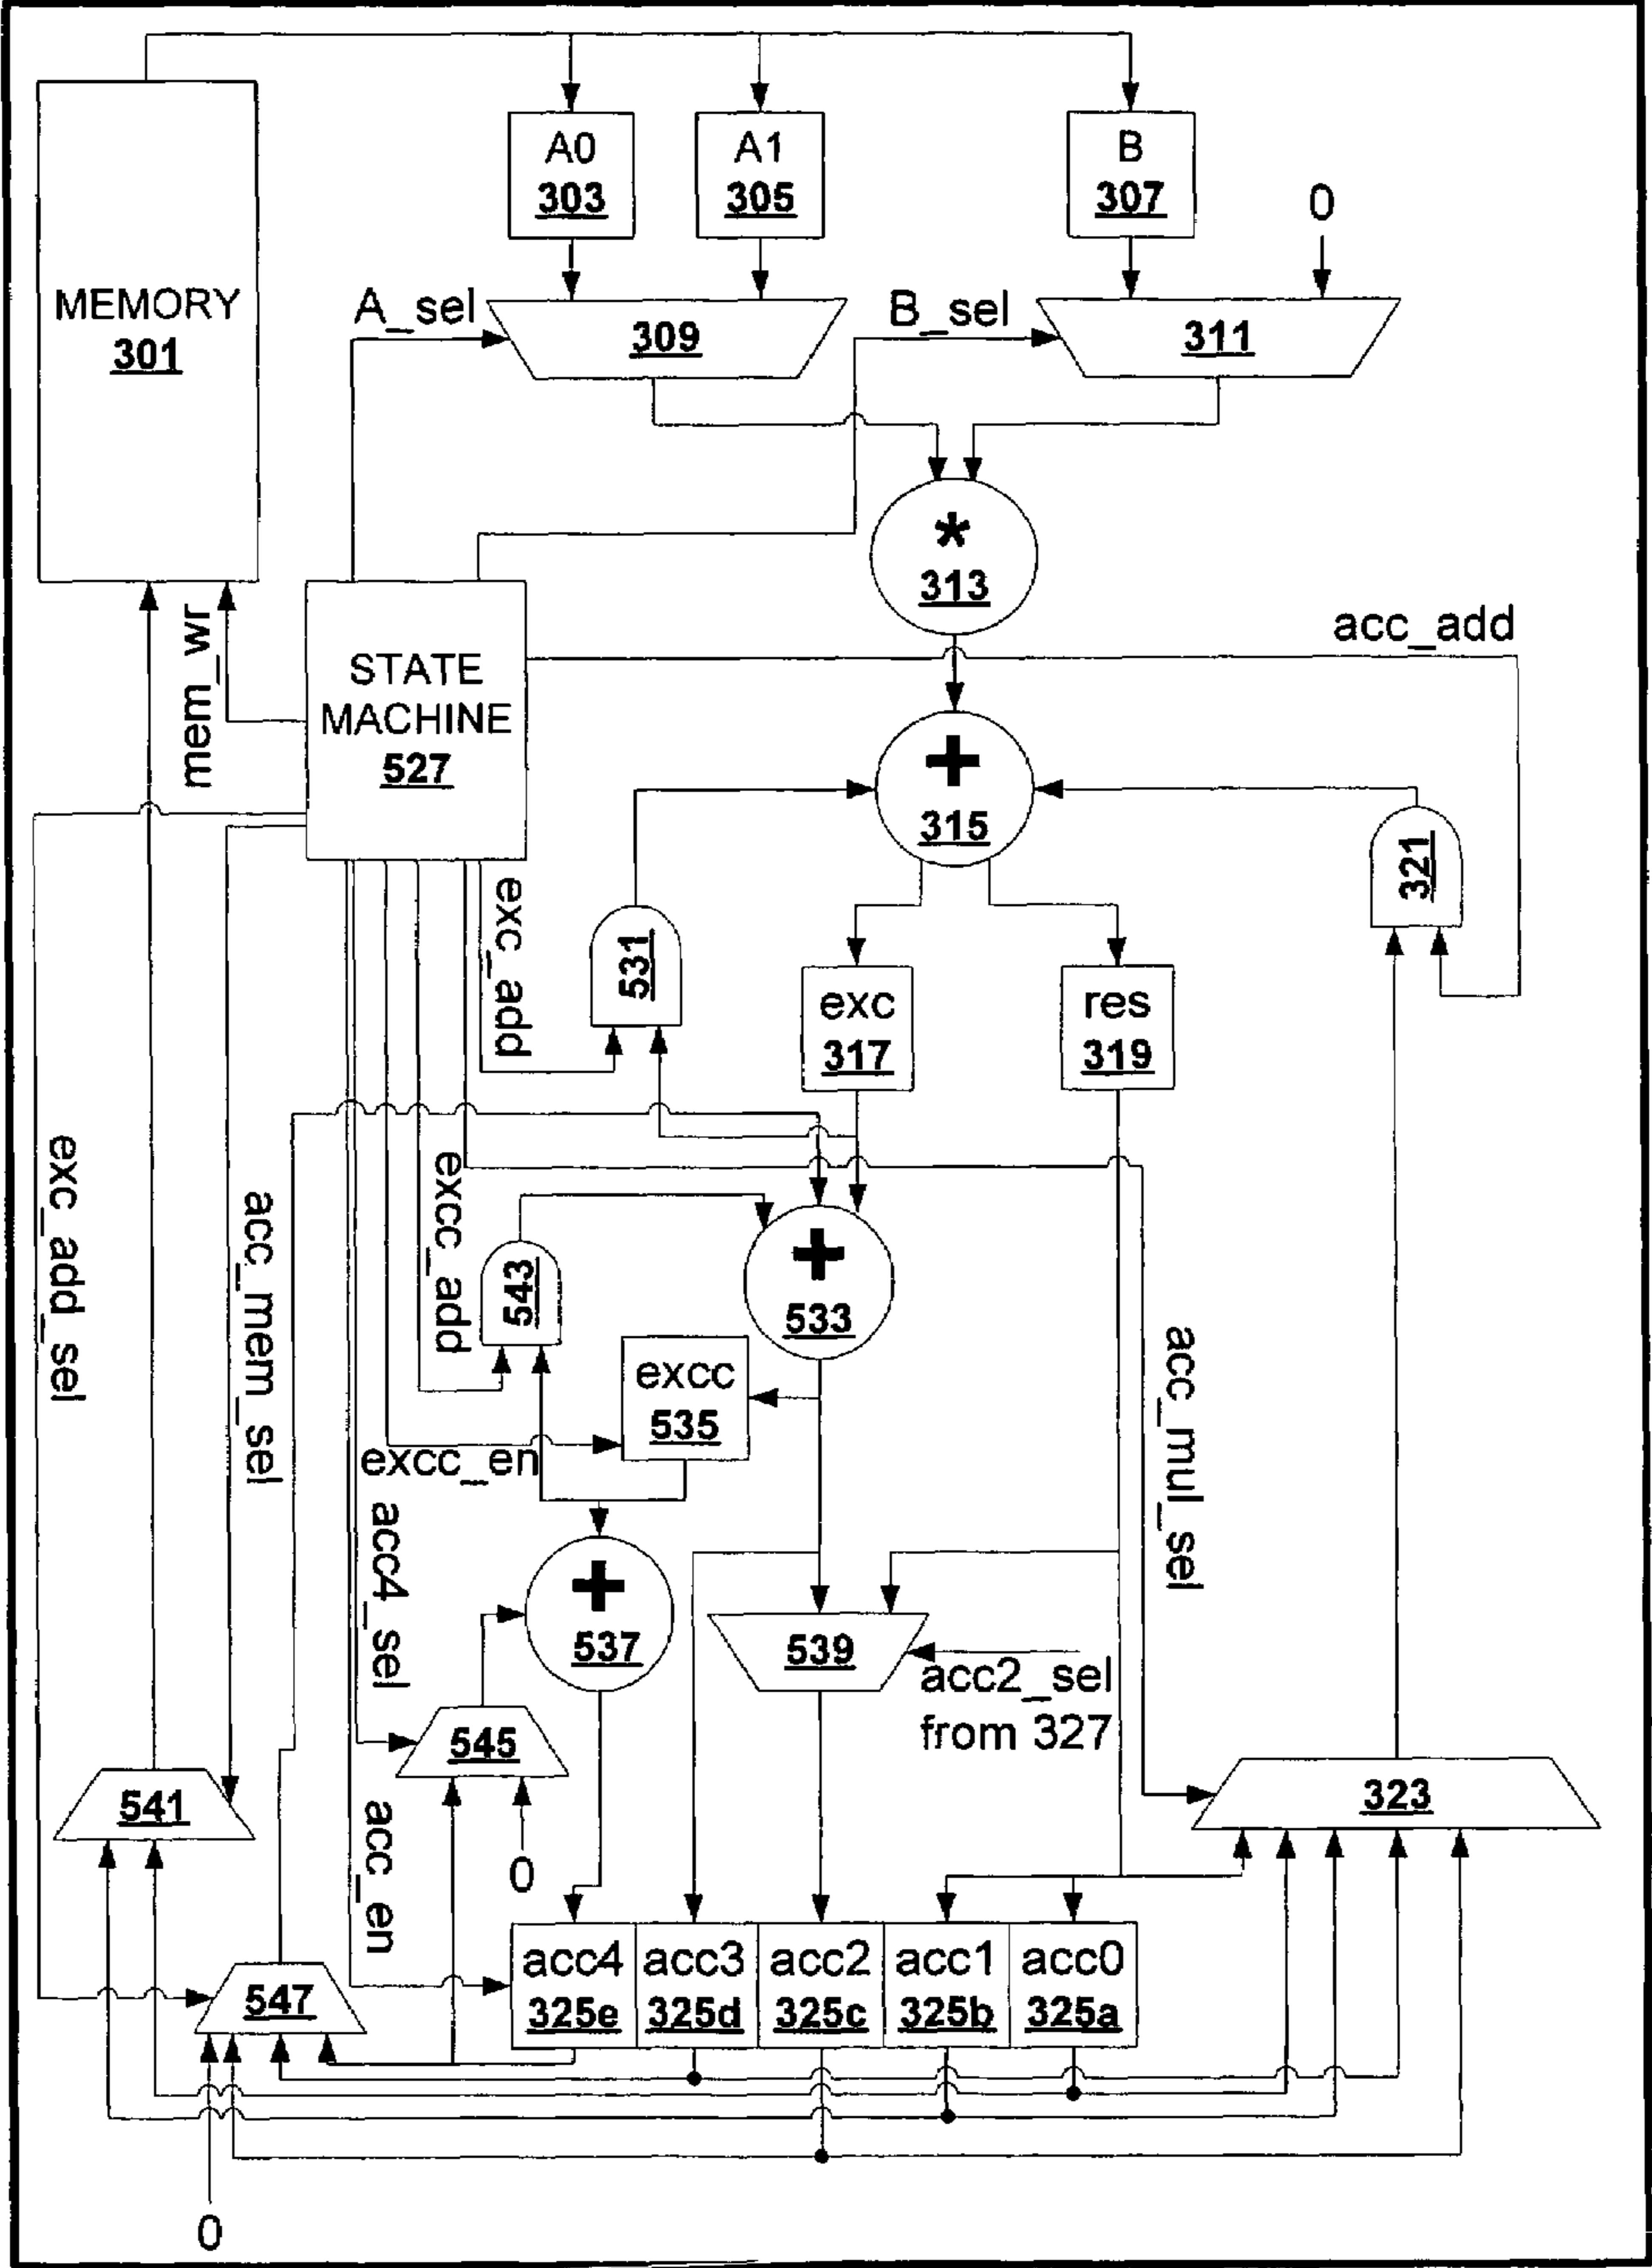 A0
303
A1
305
B
307
0
MEMORY
301
A_sel
309
B_sel
311
*
313
acc_add
mem_wr
STATE
MACHINE
527
+
315
321
exc_add
531
exc
317
res
319
exc_add_sel
acc_mem_sel
excc_add
543
+
533
excc
535
excc_en
acc_mul_sel
acc4_sel
+
537
539
acc2_sel
from 327
545
541
323
acc_en
0
547
acc4
325e
acc3
325d
acc2
325c
acc1
325b
acc0
325a
0